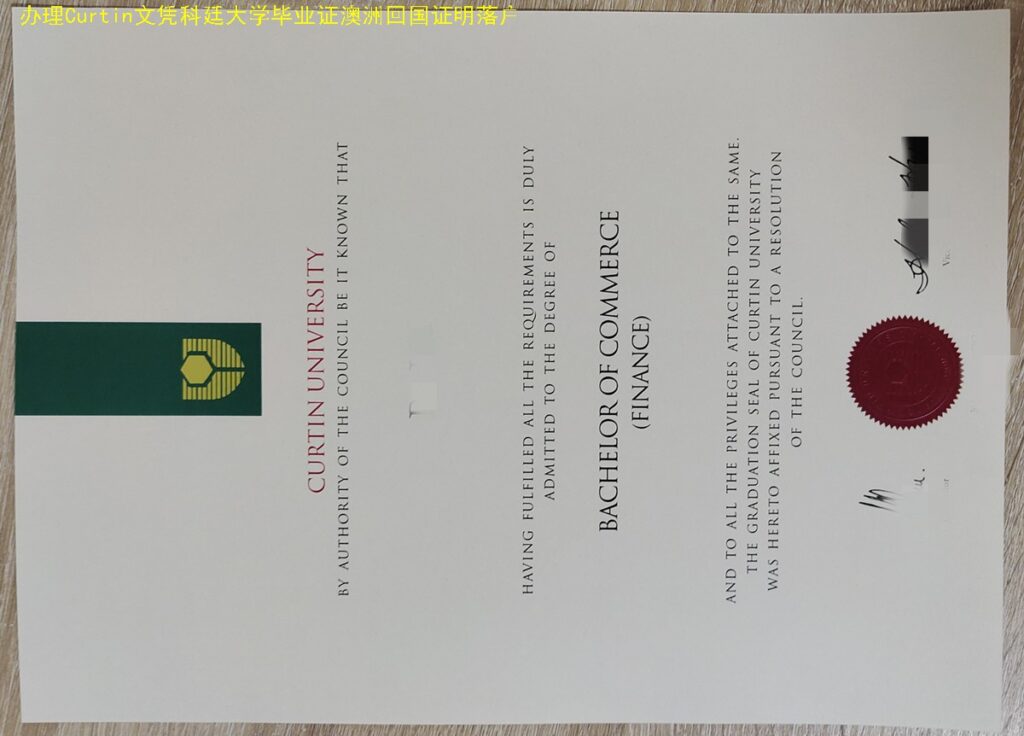 办理Curtin文凭科廷大学毕业证澳洲回国证明落户
CURTIN UNIVERSITY
BY AUTHORITY OF THE COUNCIL BE IT KNOWN THAT
HAVING FULFILLED ALL THE REQUIREMENTS IS DULY
ADMITTED TO THE DEGREE OF
BACHELOR OF COMMERCE
(FINANCE)
AND TO ALL THE PRIVILEGES ATTACHED TO THE SAME.
THE GRADUATION SEAL OF CURTIN UNIVERSITY
WAS HERETO AFFIXED PURSUANT TO A RESOLUTION
OF THE COUNCIL.